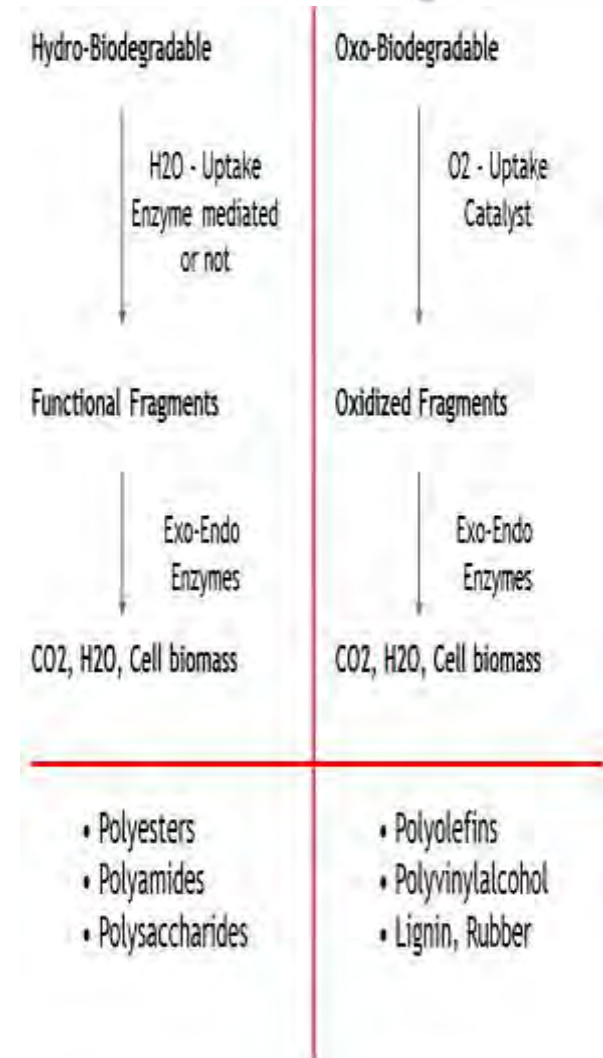 Hydro-Biodegradable
H2O - Uptake
Enzyme mediated
or not
Functional Fragments
Exo-Endo
Enzymes
CO2, H2O, Cell biomass
• Polyesters
• Polyamides
• Polysaccharides
Oxo-Biodegradable
O2 - Uptake
Catalyst
Oxidized Fragments
Exo-Endo
Enzymes
CO2, H2O, Cell biomass
• Polyolefins
• Polyvinylalcohol
• Lignin, Rubber